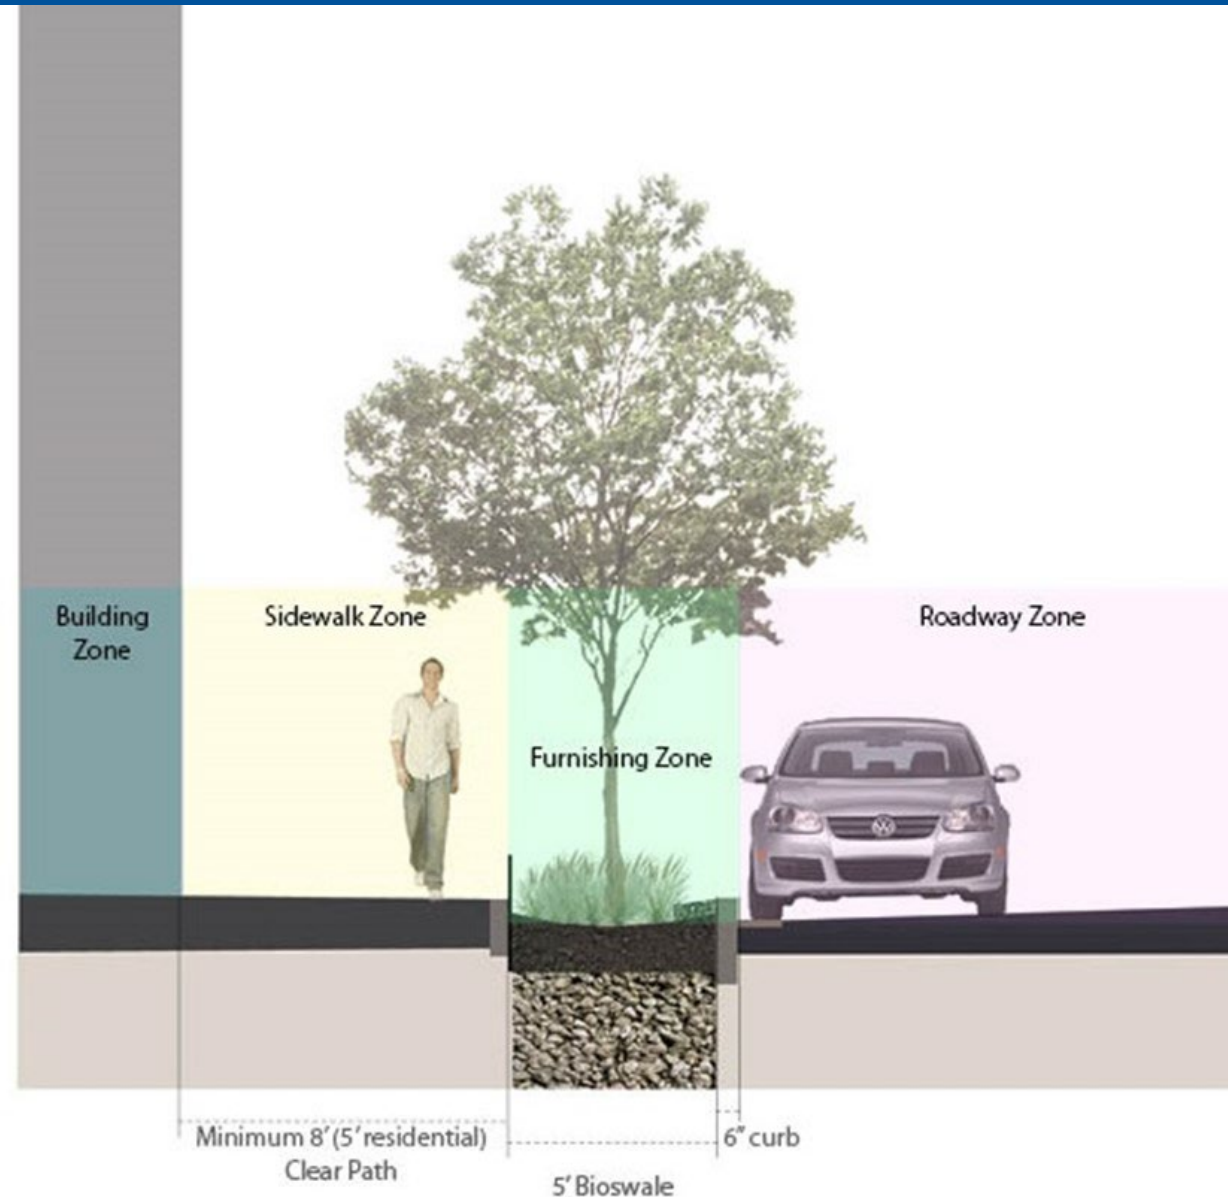 Building
Zone
Sidewalk Zone
Furnishing Zone
Roadway Zone
Minimum 8' (5' residential)
Clear Path
5' Bioswale
6" curb